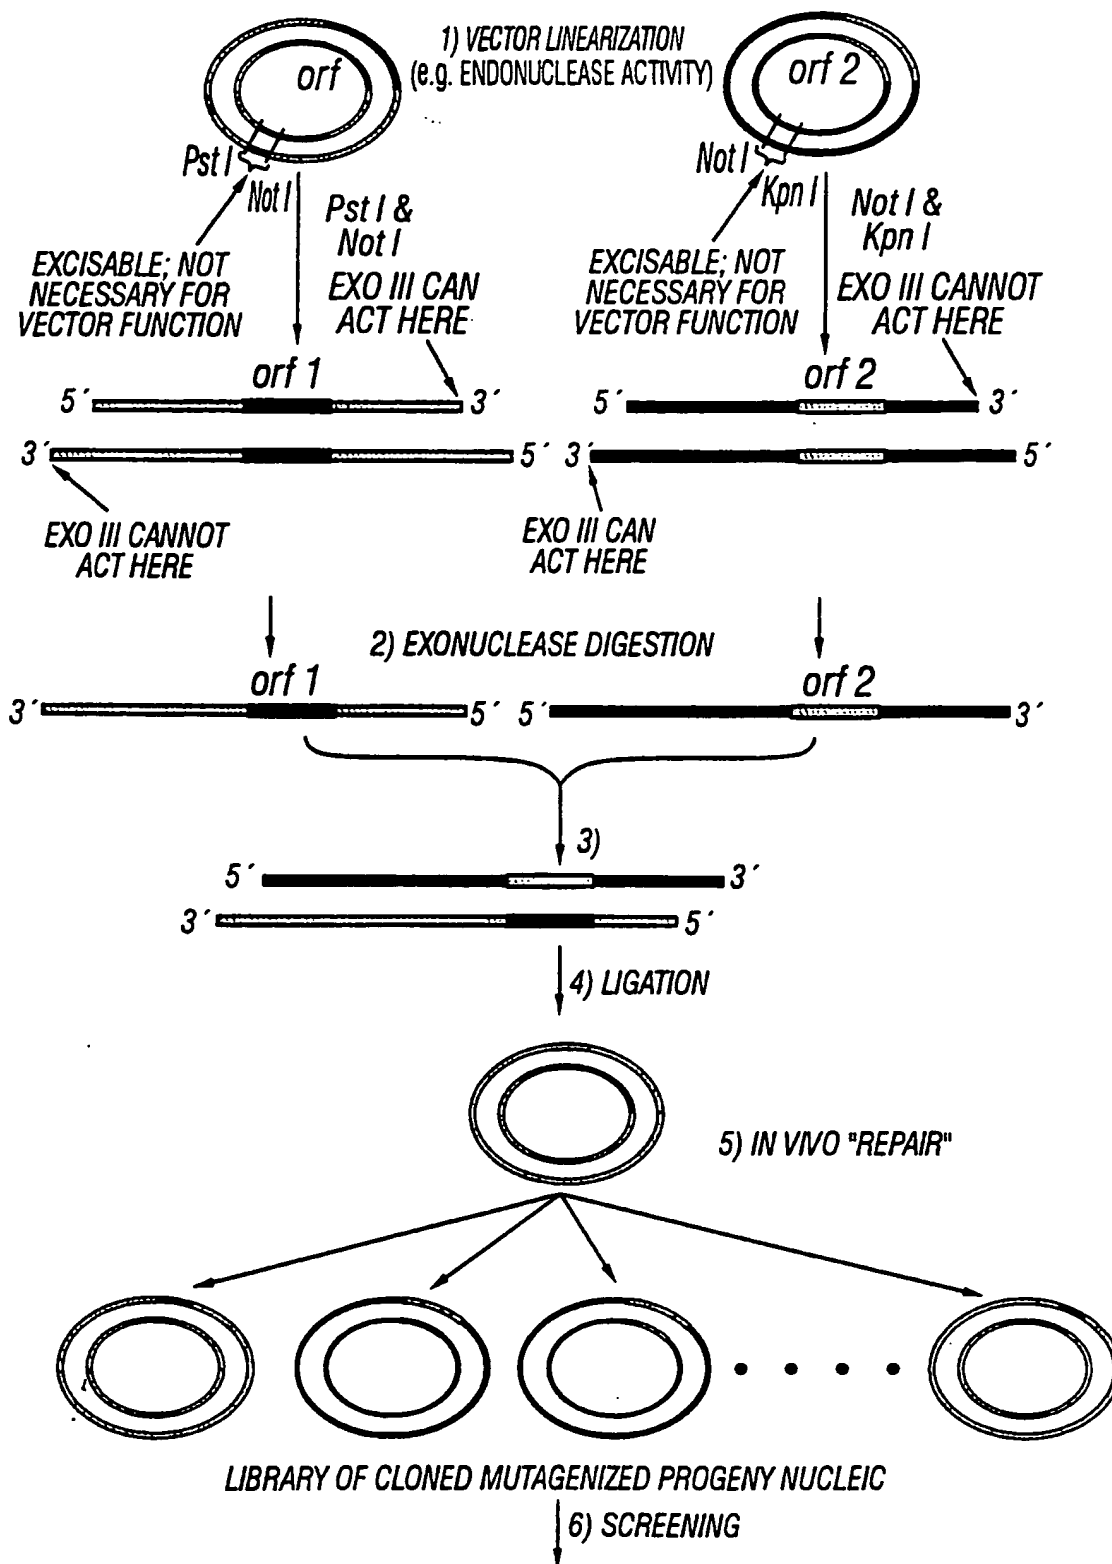 1) VECTOR LINEARIZATION
(e.g. ENDONUCLEASE ACTIVITY)
orf
orf 2
Pst I
Not I
Not I
Kpn I
Pst I &
Not I
Not I &
Kpn I
EXCISABLE; NOT
NECESSARY FOR
VECTOR FUNCTION
EXO III CAN
ACT HERE
EXCISABLE; NOT
NECESSARY FOR
VECTOR FUNCTION
EXO III CANNOT
ACT HERE
orf 1
5´ 3´
3´ 5´
EXO III CANNOT
ACT HERE
orf 2
5´ 3´
3´ 5´
EXO III CAN
ACT HERE
2) EXONUCLEASE DIGESTION
orf 1
3´ 5´
orf 2
5´ 3´
3)
5´ 3´
3´ 5´
4) LIGATION
5) IN VIVO "REPAIR"
LIBRARY OF CLONED MUTAGENIZED PROGENY NUCLEIC
6) SCREENING